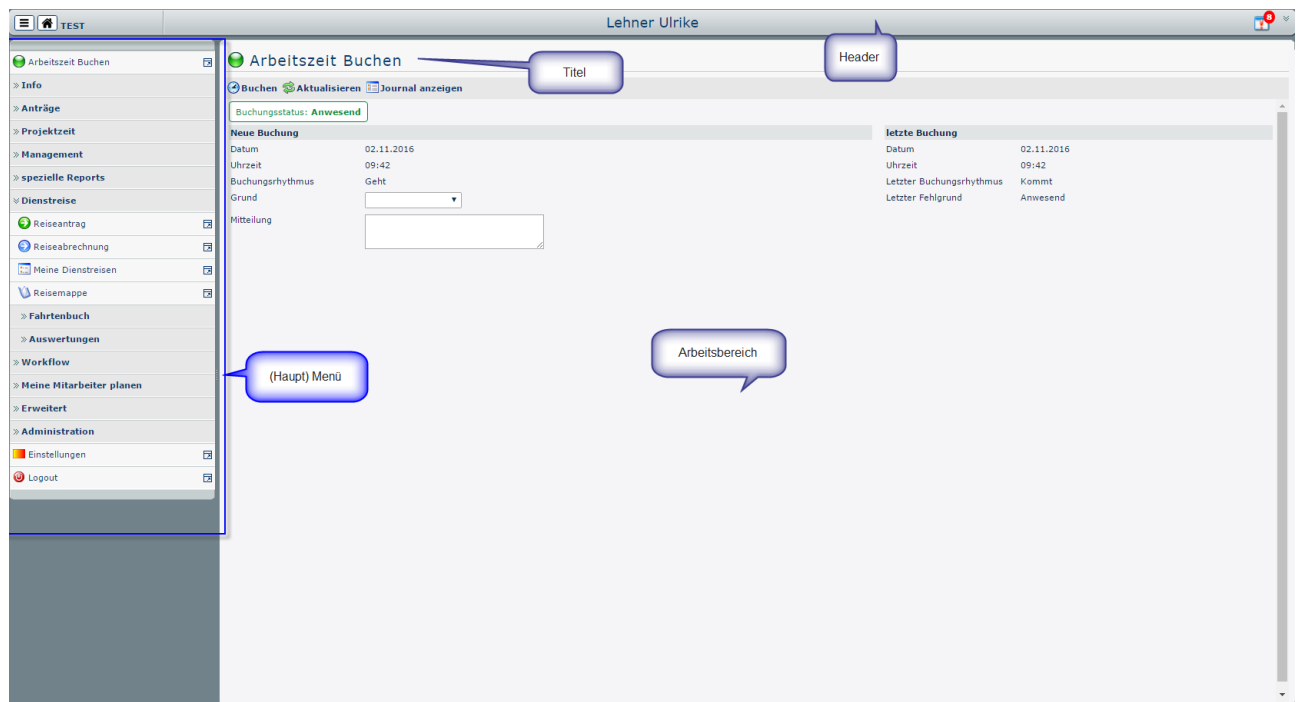 TEST
Lehner Ulrike
8
Header
Arbeitszeit Buchen
Info
Anträge
Projektzeit
Management
spezielle Reports
Dienstreise
Reiseantrag
Reiseabrechnung
Meine Dienstreisen
Reisemappe
Fahrtenbuch
Auswertungen
Workflow
Meine Mitarbeiter planen
Erweitert
Administration
Einstellungen
Logout
(Haupt) Menü
Arbeitszeit Buchen
Titel
Buchen Aktualisieren Journal anzeigen
Buchungsstatus: Anwesend
Neue Buchung
Datum 02.11.2016
Uhrzeit 09:42
Buchungsrhythmus Geht
Grund
Mitteilung
letzte Buchung
Datum 02.11.2016
Uhrzeit 09:42
Letzter Buchungsrhythmus Kommt
Letzter Fehlgrund Anwesend
Arbeitsbereich